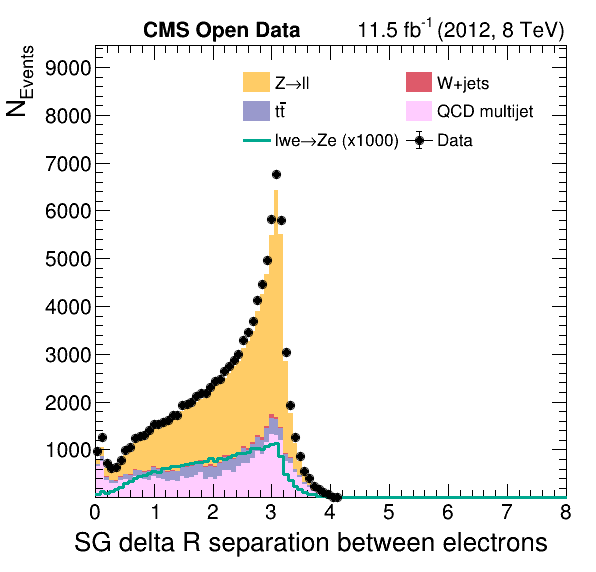 CMS Open Data 11.5 fb⁻¹ (2012, 8 TeV)
N_Events
Z→ll W+jets
tt̄ QCD multijet
lwe→Ze (x1000) Data
9000
8000
7000
6000
5000
4000
3000
2000
1000
0 1 2 3 4 5 6 7 8
SG delta R separation between electrons